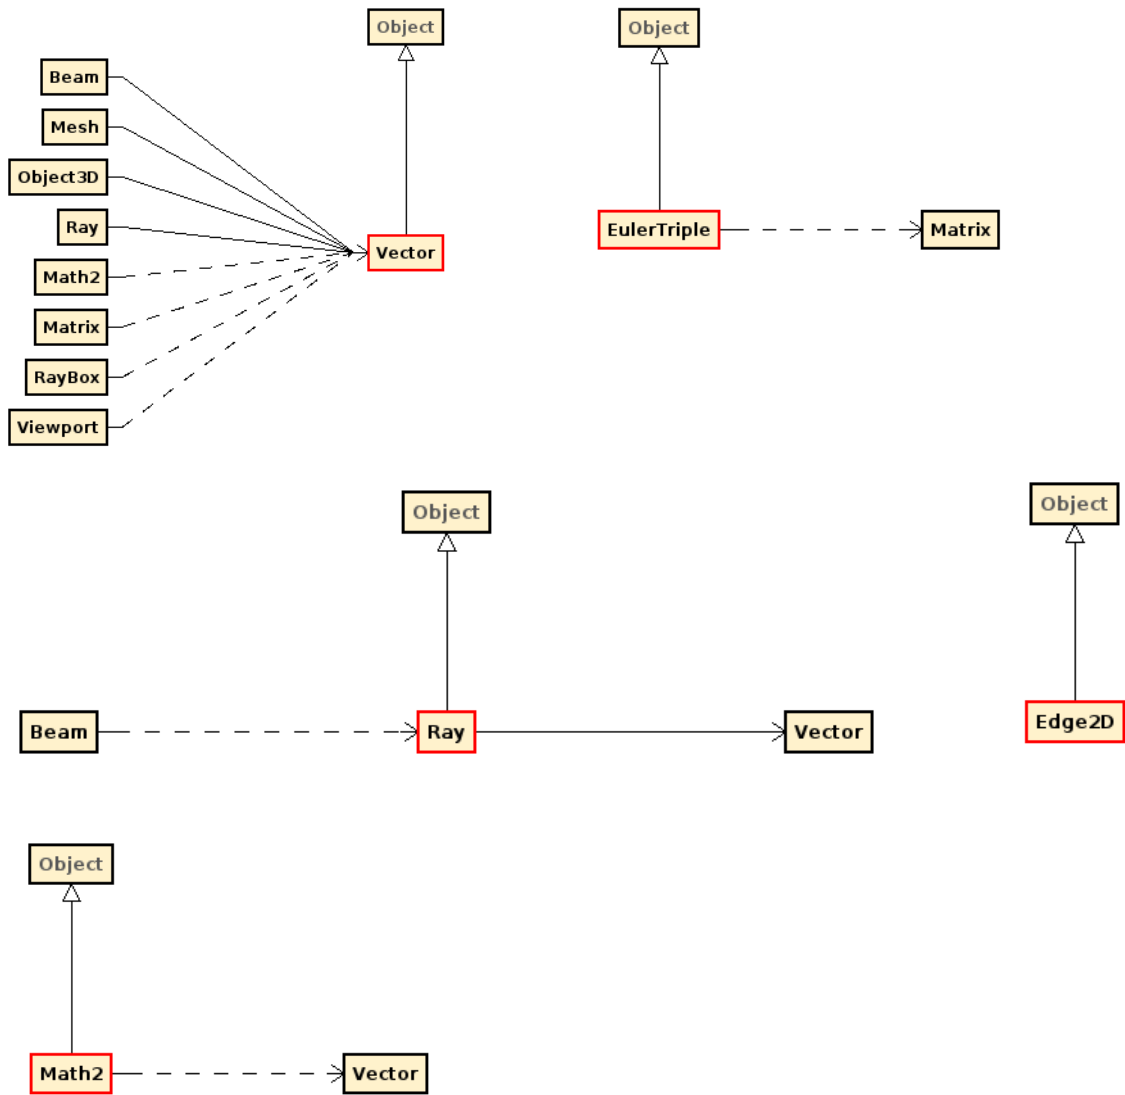 Object
Beam
Mesh
Object3D
Ray
Math2
Matrix
RayBox
Viewport
Vector
Object
EulerTriple
Matrix
Object
Beam
Ray
Vector
Object
Edge2D
Object
Math2
Vector